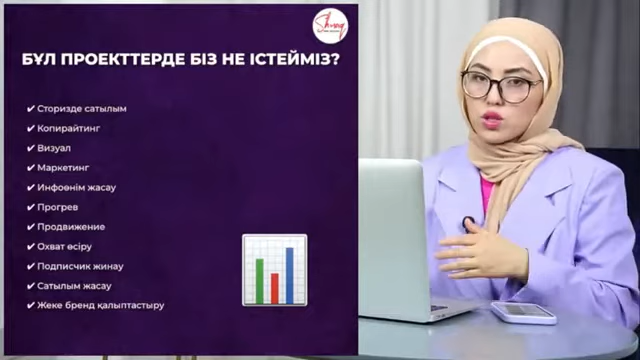 БҰЛ ПРОЕКТТЕРДЕ БІЗ НЕ ІСТЕЙМІЗ?
✔ Сторизде сатылым
✔ Копирайтинг
✔ Визуал
✔ Маркетинг
✔ Инфоөнім жасау
✔ Прогрев
✔ Продвижение
✔ Охват өсіру
✔ Подписчик жинау
✔ Сатылым жасау
✔ Жеке бренд қалыптастыру